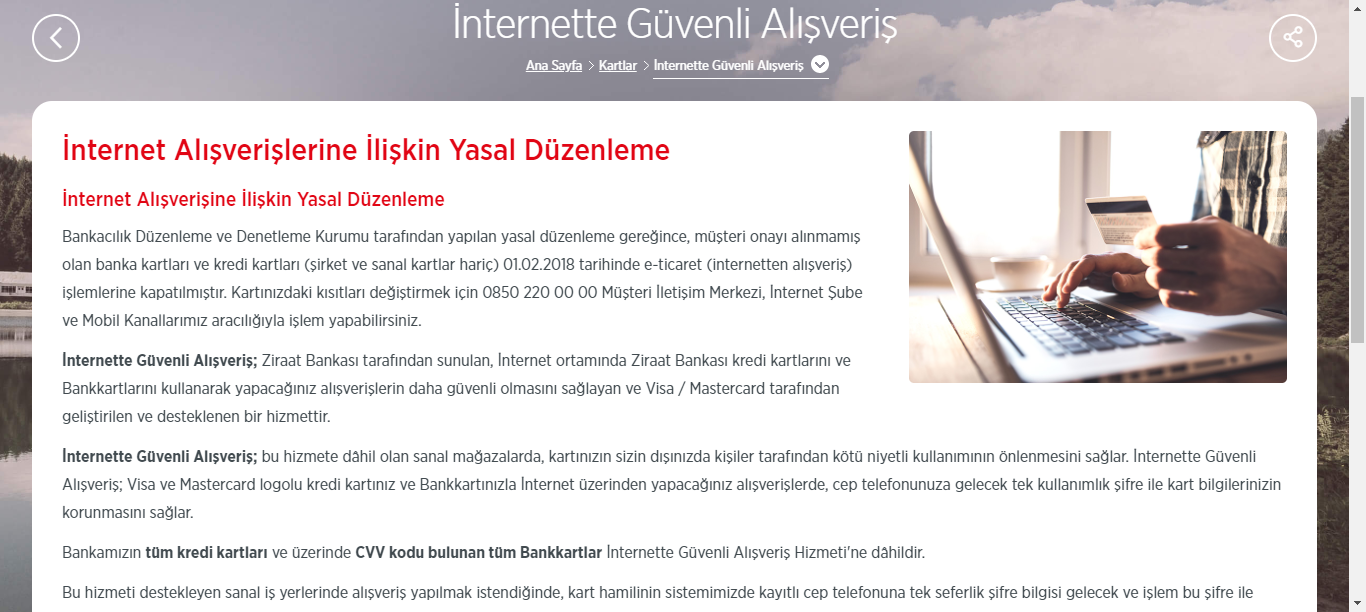 İnternette Güvenli Alışveriş
Ana Sayfa > Kartlar > İnternette Güvenli Alışveriş
İnternet Alışverişlerine İlişkin Yasal Düzenleme
İnternet Alışverişine İlişkin Yasal Düzenleme
Bankacılık Düzenleme ve Denetleme Kurumu tarafından yapılan yasal düzenleme gereğince, müşteri onayı alınmamış
olan banka kartları ve kredi kartları (şirket ve sanal kartlar hariç) 01.02.2018 tarihinde e-ticaret (internetten alışveriş)
işlemlerine kapatılmıştır. Kartınızdaki kısıtları değiştirmek için 0850 220 00 00 Müşteri İletişim Merkezi, İnternet Şube
ve Mobil Kanallarımız aracılığıyla işlem yapabilirsiniz.
İnternette Güvenli Alışveriş; Ziraat Bankası tarafından sunulan, İnternet ortamında Ziraat Bankası kredi kartlarını ve
Bankkartlarını kullanarak yapacağınız alışverişlerin daha güvenli olmasını sağlayan ve Visa / Mastercard tarafından
geliştirilen ve desteklenen bir hizmettir.
İnternette Güvenli Alışveriş; bu hizmete dâhil olan sanal mağazalarda, kartınızın sizin dışınızda kişiler tarafından kötü niyetli kullanımının önlenmesini sağlar. İnternette Güvenli
Alışveriş; Visa ve Mastercard logolu kredi kartınız ve Bankkartınızla İnternet üzerinden yapacağınız alışverişlerde, cep telefonunuza gelecek tek kullanımlık şifre ile kart bilgilerinizin
korunmasını sağlar.
Bankamızın tüm kredi kartları ve üzerinde CVV kodu bulunan tüm Bankkartlar İnternette Güvenli Alışveriş Hizmeti'ne dâhildir.
Bu hizmeti destekleyen sanal iş yerlerinde alışveriş yapılmak istendiğinde, kart hamilinin sistemimizde kayıtlı cep telefonuna tek seferlik şifre bilgisi gelecek ve işlem bu şifre ile